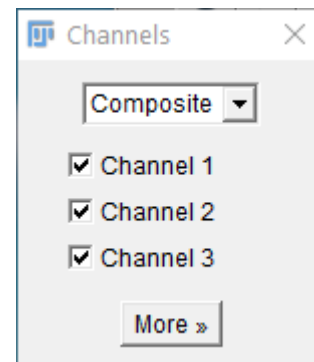 Channels
Composite
Channel 1
Channel 2
Channel 3
More »